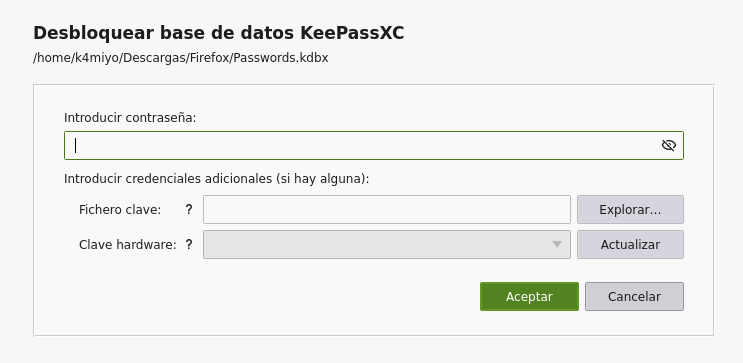 Desbloquear base de datos KeePassXC
/home/k4miyo/Descargas/Firefox/Passwords.kdbx
Introducir contraseña:
Introducir credenciales adicionales (si hay alguna):
Fichero clave: ? Explorar...
Clave hardware: ? Actualizar
Aceptar Cancelar